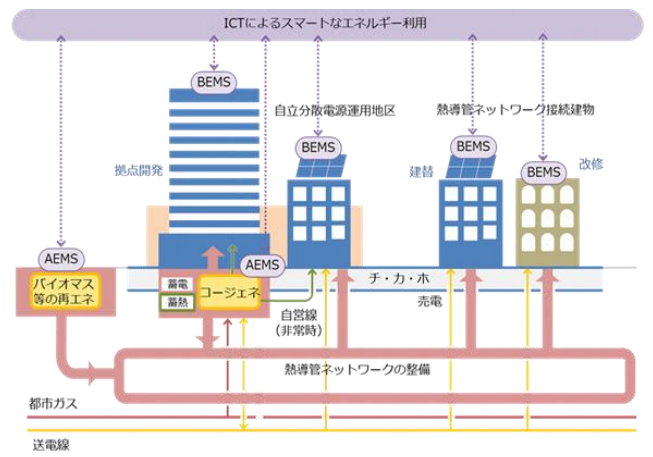 ICTによるスマートなエネルギー利用
BEMS
自立分散電源運用地区
熱導管ネットワーク接続建物
BEMS
BEMS
BEMS
拠点開発
建替
改修
AEMS
AEMS
バイオマス
等の再エネ
蓄電
蓄熱
コージェネ
チ・カ・ホ
自営線
(非常時)
売電
熱導管ネットワークの整備
都市ガス
送電線